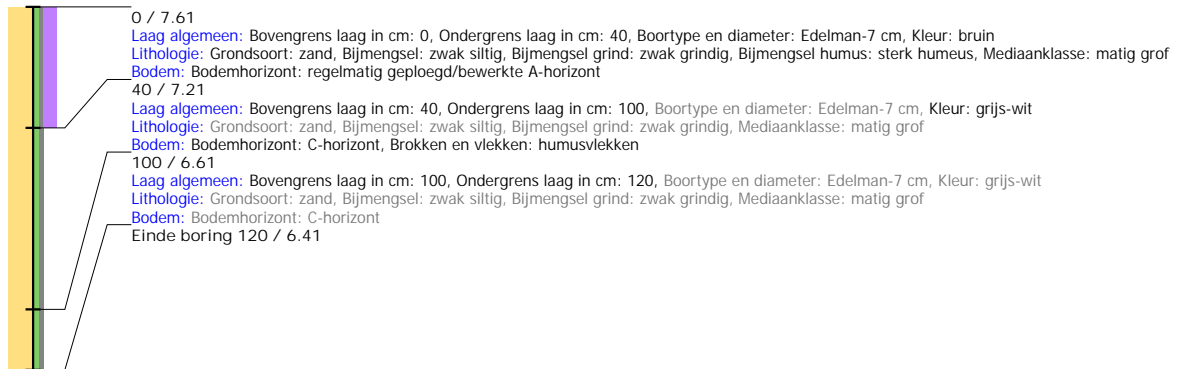 0 / 7.61
Laag algemeen: Bovengrens laag in cm: 0, Ondergrens laag in cm: 40, Boortype en diameter: Edelman-7 cm, Kleur: bruin
Lithologie: Grondsoort: zand, Bijmengsel: zwak siltig, Bijmengsel grind: zwak grindig, Bijmengsel humus: sterk humeus, Mediaanklasse: matig grof
Bodem: Bodemhorizont: regelmatig geploegd/bewerkte A-horizont
40 / 7.21
Laag algemeen: Bovengrens laag in cm: 40, Ondergrens laag in cm: 100, Boortype en diameter: Edelman-7 cm, Kleur: grijs-wit
Lithologie: Grondsoort: zand, Bijmengsel: zwak siltig, Bijmengsel grind: zwak grindig, Mediaanklasse: matig grof
Bodem: Bodemhorizont: C-horizont, Brokken en vlekken: humusvlekken
100 / 6.61
Laag algemeen: Bovengrens laag in cm: 100, Ondergrens laag in cm: 120, Boortype en diameter: Edelman-7 cm, Kleur: grijs-wit
Lithologie: Grondsoort: zand, Bijmengsel: zwak siltig, Bijmengsel grind: zwak grindig, Mediaanklasse: matig grof
Bodem: Bodemhorizont: C-horizont
Einde boring 120 / 6.41